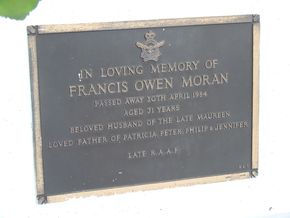 IN LOVING MEMORY OF
FRANCIS OWEN MORAN
PASSED AWAY 20TH APRIL 1984
AGED 71 YEARS
BELOVED HUSBAND OF THE LATE MAUREEN
LOVED FATHER OF PATRICIA, PETER, PHILIP & JENNIFER
LATE R.A.A.F.